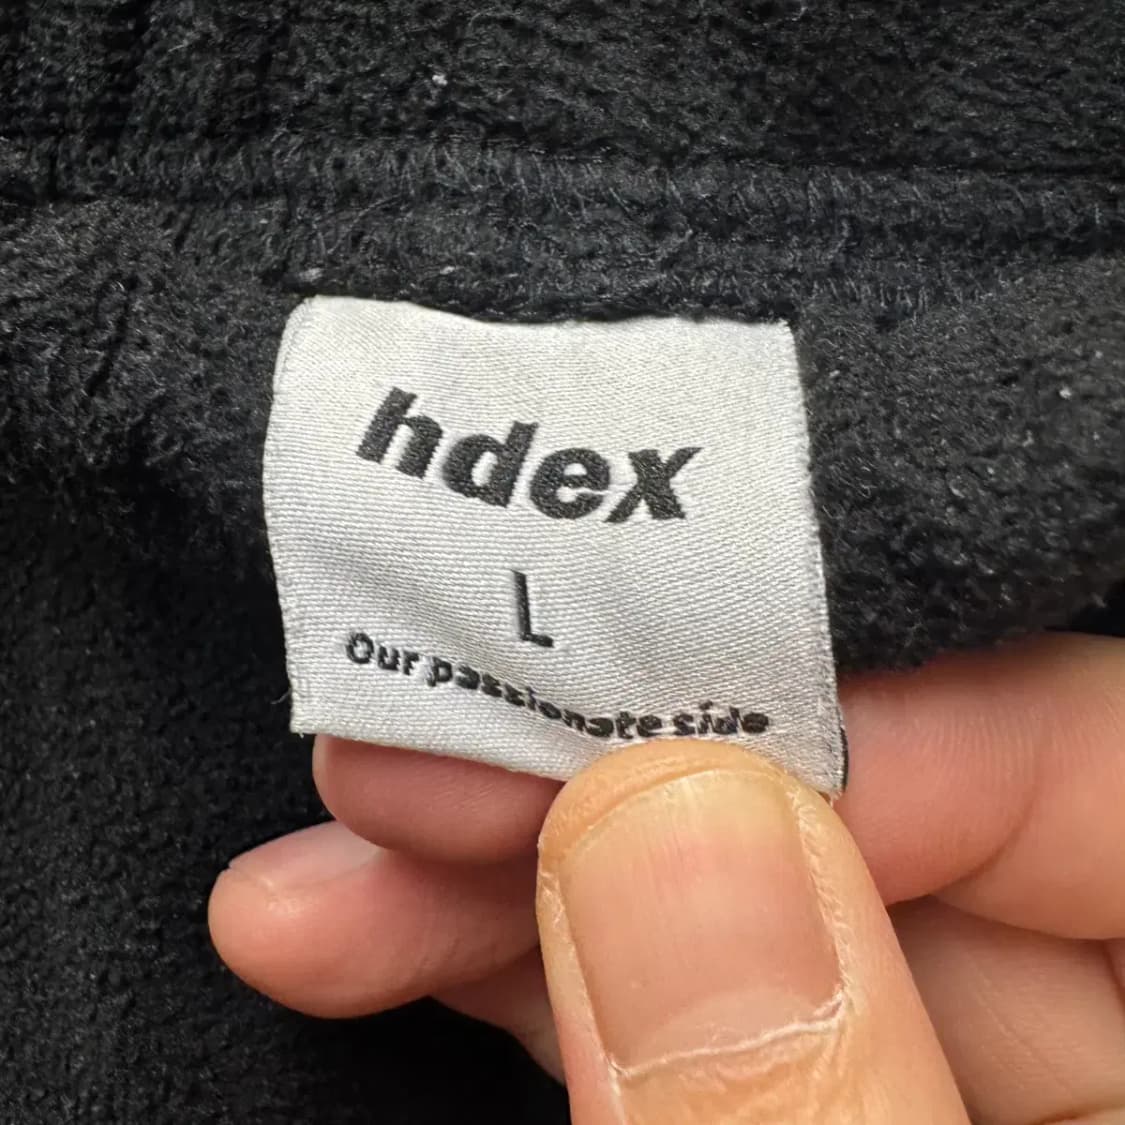 hdex
L
Our passionate side